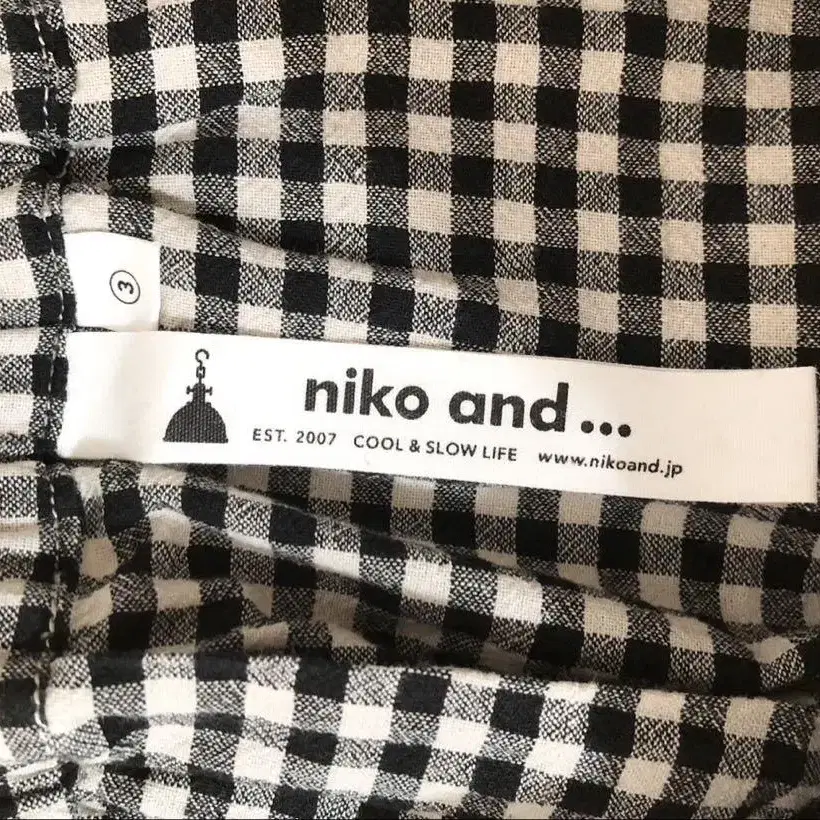 ③
niko and...
EST. 2007 COOL & SLOW LIFE www.nikoand.jp